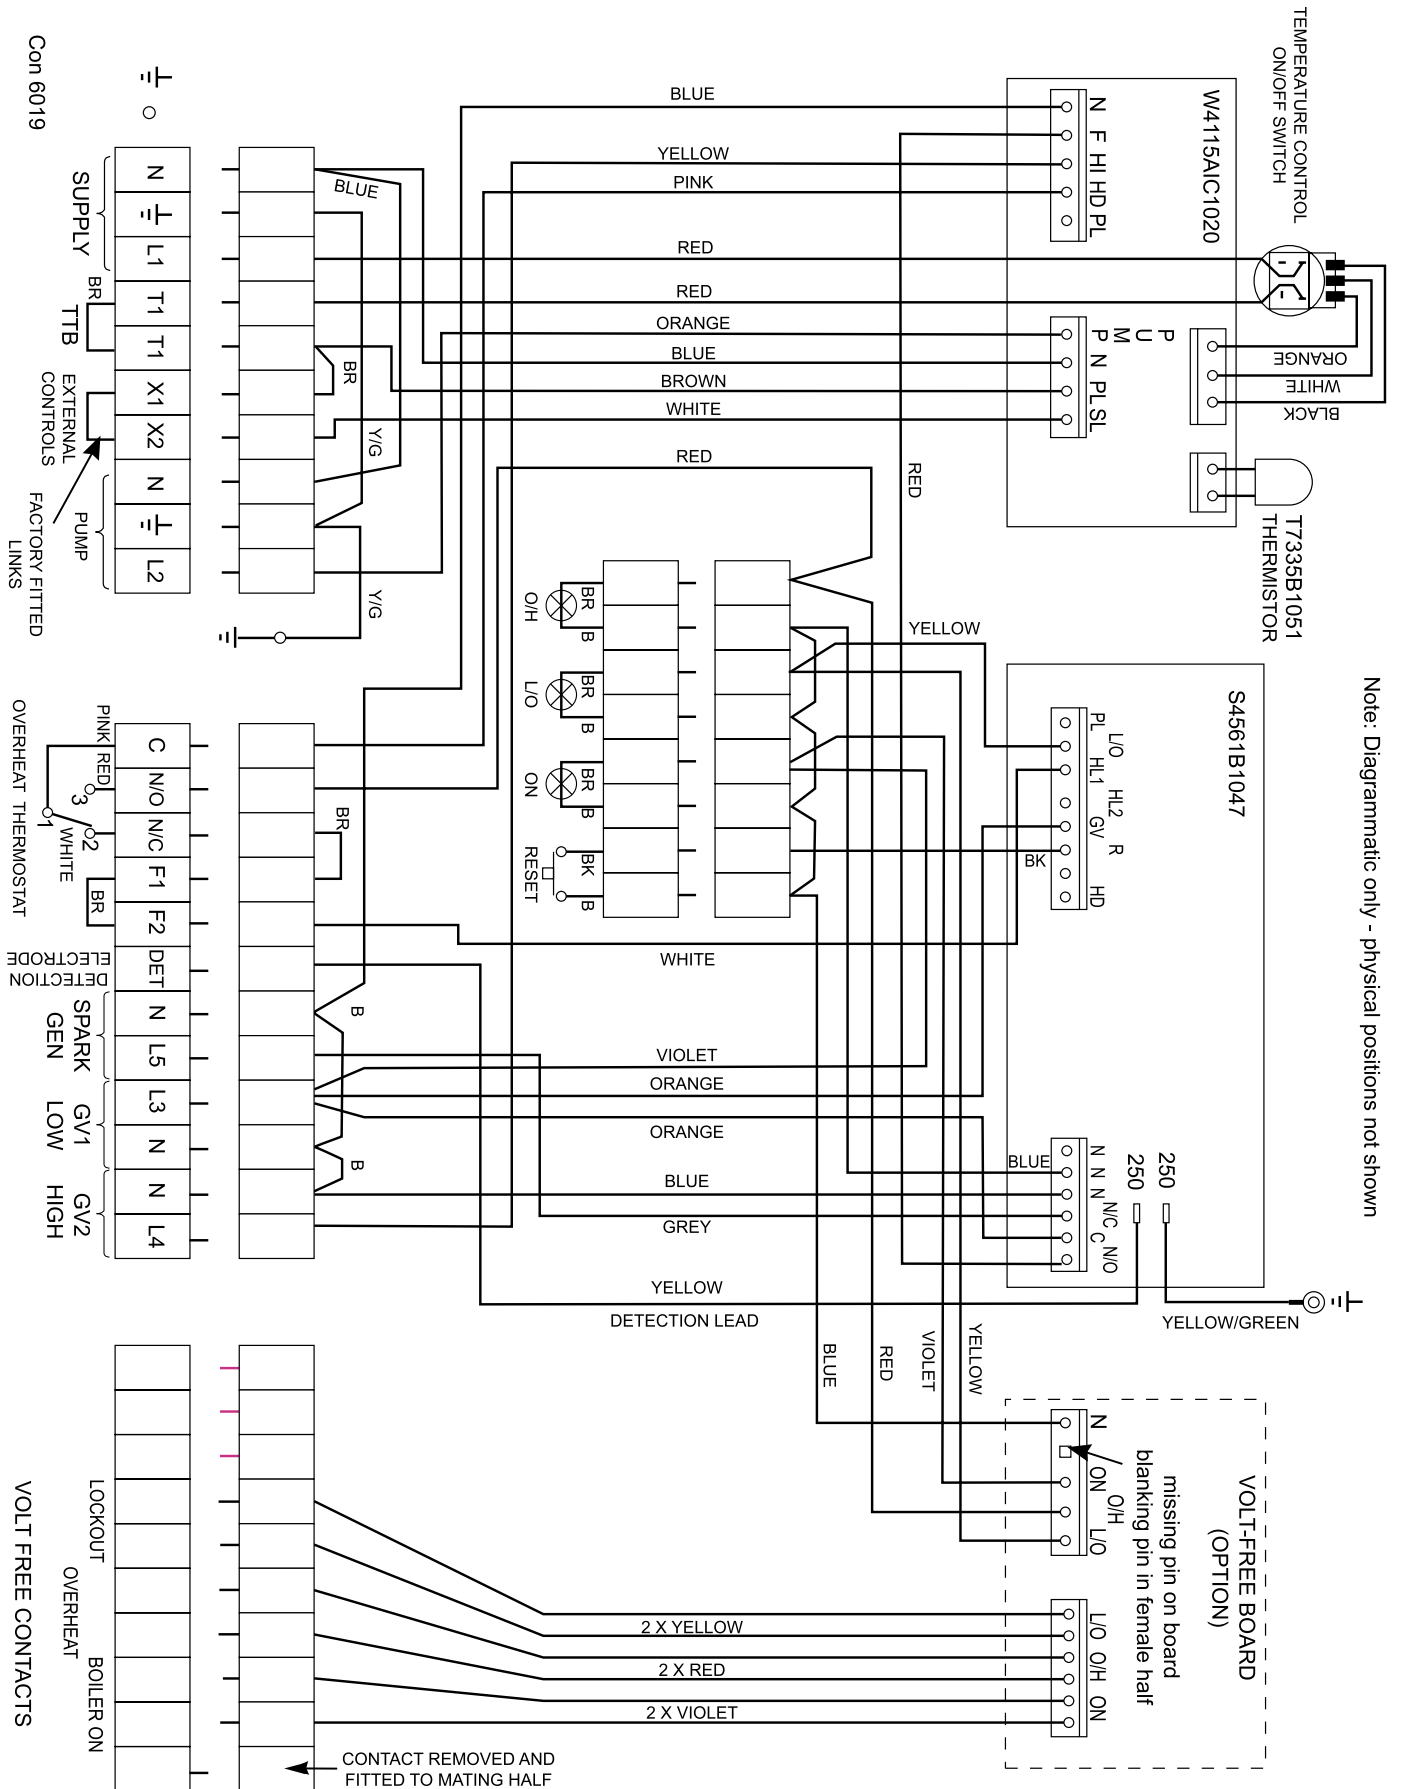 TEMPERATURE CONTROL
ON/OFF SWITCH
Con 6019
W4115AIC1020
N
F
HI
HD
PL
BLUE
YELLOW
PINK
RED
RED
ORANGE
BLUE
BROWN
WHITE
RED
P
N
PL
SL
P
U
M
P
ORANGE
WHITE
BLACK
T7335B1051
THERMISTOR
RED
N
L1
T1
T1
X1
X2
N
L2
SUPPLY
BR
TTB
EXTERNAL
CONTROLS
PUMP
FACTORY FITTED
LINKS
BLUE
BR
Y/G
Y/G
O/H
BR
B
L/O
BR
B
ON
BR
B
RESET
BK
B
YELLOW
Note: Diagrammatic only - physical positions not shown
S4561B1047
PL
L/O
HL1
HL2
GV
R
HD
BK
C
N/O
N/C
F1
F2
DET
N
L5
L3
N
N
L4
PINK
RED
3
1
2
WHITE
BR
OVERHEAT THERMOSTAT
DETECTION
ELECTRODE
SPARK
GEN
GV1
LOW
GV2
HIGH
BR
B
B
WHITE
VIOLET
ORANGE
ORANGE
BLUE
GREY
YELLOW
DETECTION LEAD
BLUE
N
N
N
N/C
C
N/O
250
250
YELLOW/GREEN
BLUE
RED
VIOLET
YELLOW
VOLT-FREE BOARD
(OPTION)
missing pin on board
blanking pin in female half
N
ON
O/H
L/O
L/O
O/H
ON
2 X YELLOW
2 X RED
2 X VIOLET
LOCKOUT
OVERHEAT
BOILER ON
VOLT FREE CONTACTS
CONTACT REMOVED AND
FITTED TO MATING HALF